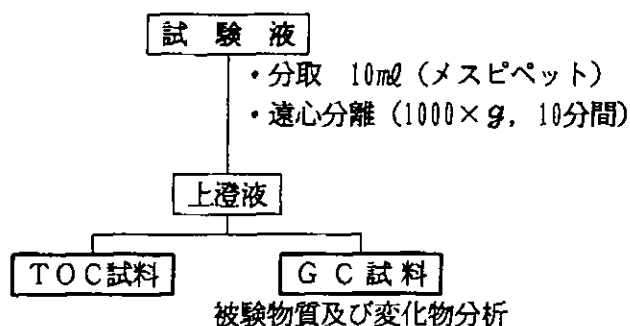 試験液
・分取 10mℓ (メスピペット)
・遠心分離 (1000×g, 10分間)
上澄液
TOC試料
GC試料
被験物質及び変化物分析